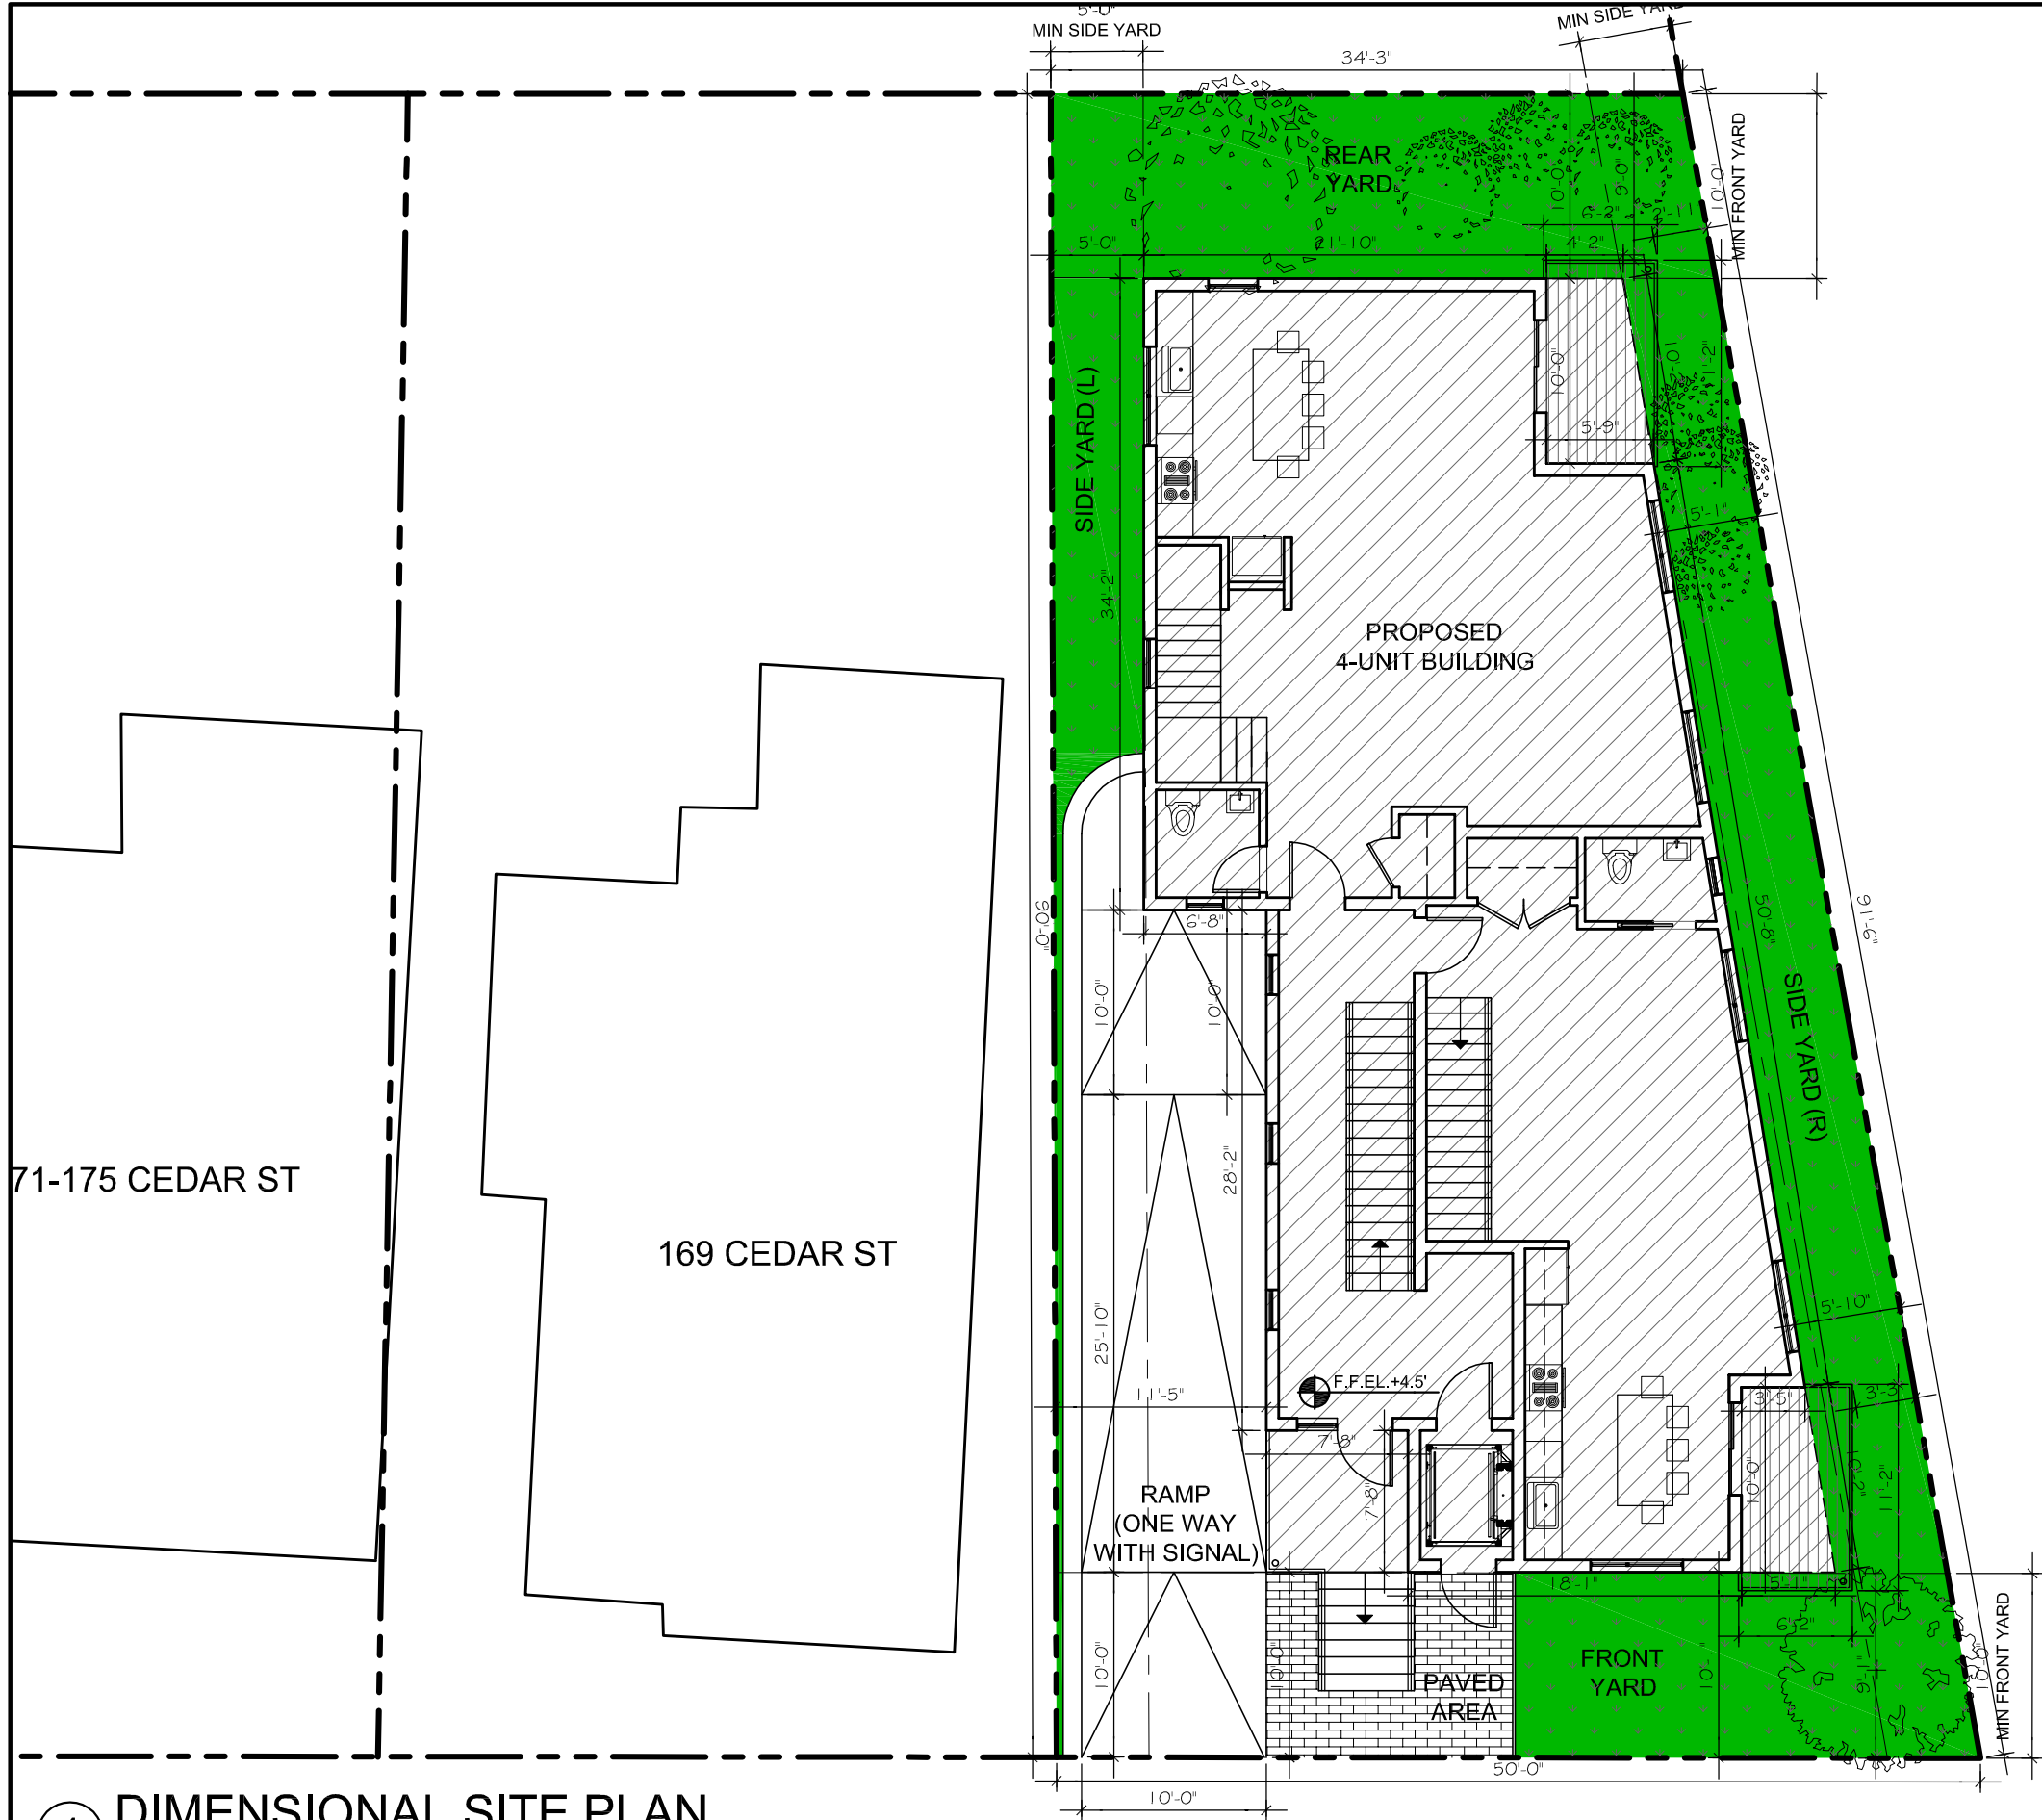 5'-0"
MIN SIDE YARD
MIN SIDE YARD
34'-3"
REAR
YARD
10'-0"
9'-0"
10'-0"
MIN FRONT YARD
6'-2"
2'-11"
5'-0"
21'-10"
4'-2"
SIDE YARD (L)
10'-0"
11'-2"
5'-9"
5'-1"
34'-2"
PROPOSED
4-UNIT BUILDING
90'-0"
6'-8"
50'-8"
91'-6"
10'-0"
10'-0"
SIDE YARD (R)
28'-2"
71-175 CEDAR ST
169 CEDAR ST
25'-10"
5'-10"
F.F.EL.+4.5'
11'-5"
3'-5"
3'-3"
7'-8"
7'-8"
10'-0"
10'-2"
11'-2"
RAMP
(ONE WAY
WITH SIGNAL)
18'-1"
5'-1"
6'-2"
10'-0"
10'-0"
PAVED
AREA
FRONT
YARD
10'-1"
9'-1"
10'-0"
MIN FRONT YARD
50'-0"
10'-0"
DIMENSIONAL SITE PLAN